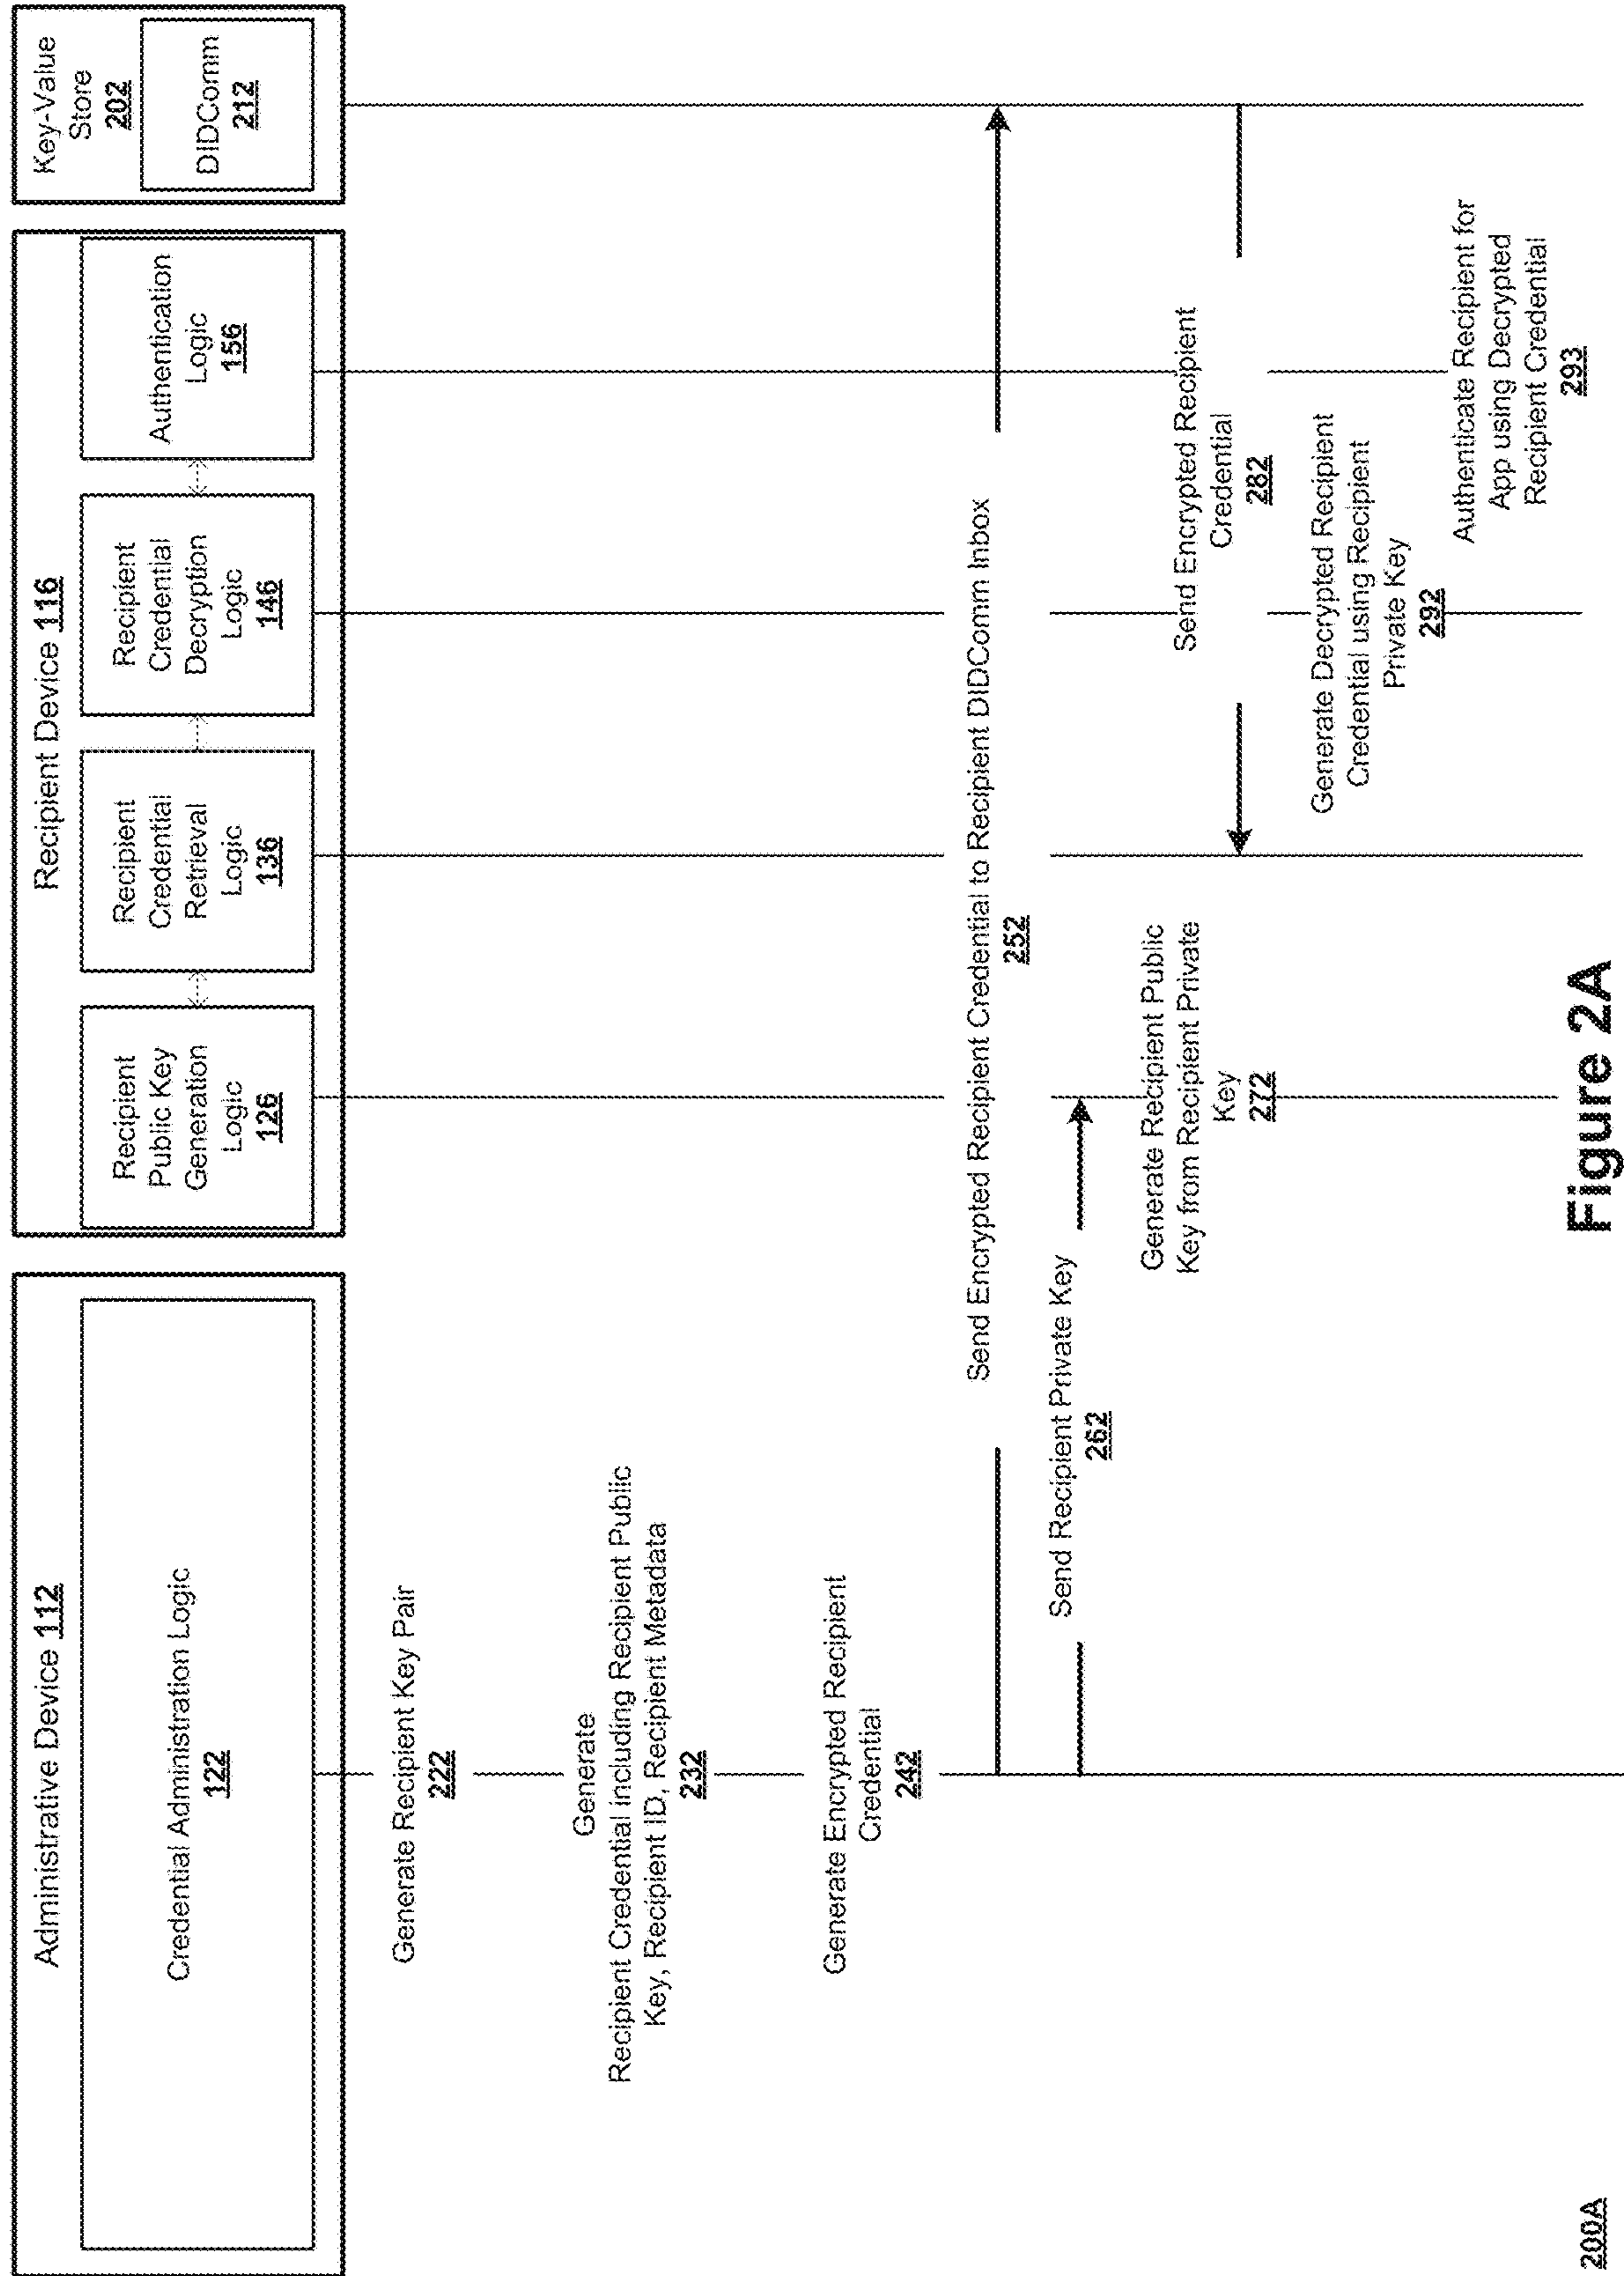 Administrative Device 112
Credential Administration Logic
122
Recipient Device 116
Recipient
Public Key
Generation
Logic
126
Recipient
Credential
Retrieval
Logic
136
Recipient
Credential
Decryption
Logic
146
Authentication
Logic
156
Key-Value
Store
202
DIDComm
212
Generate Recipient Key Pair
222
Generate
Recipient Credential including Recipient Public
Key, Recipient ID, Recipient Metadata
232
Generate Encrypted Recipient
Credential
242
Send Encrypted Recipient Credential to Recipient DIDComm Inbox
252
Send Recipient Private Key
262
Generate Recipient Public
Key from Recipient Private
Key
272
Send Encrypted Recipient
Credential
282
Generate Decrypted Recipient
Credential using Recipient
Private Key
292
Authenticate Recipient for
App using Decrypted
Recipient Credential
293
200A
Figure 2A